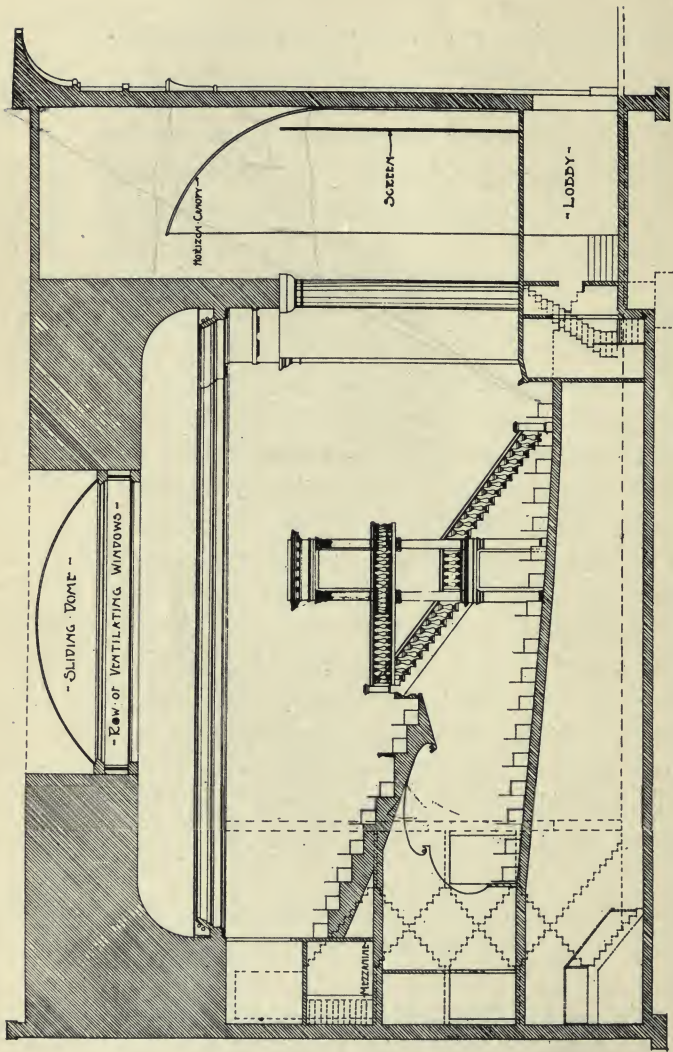 - SLIDING · DOME -
- ROW · OF VENTILATING WINDOWS -
HORIZON · CANOPY -
SCREEN
- LOBBY -
MEZZANINE